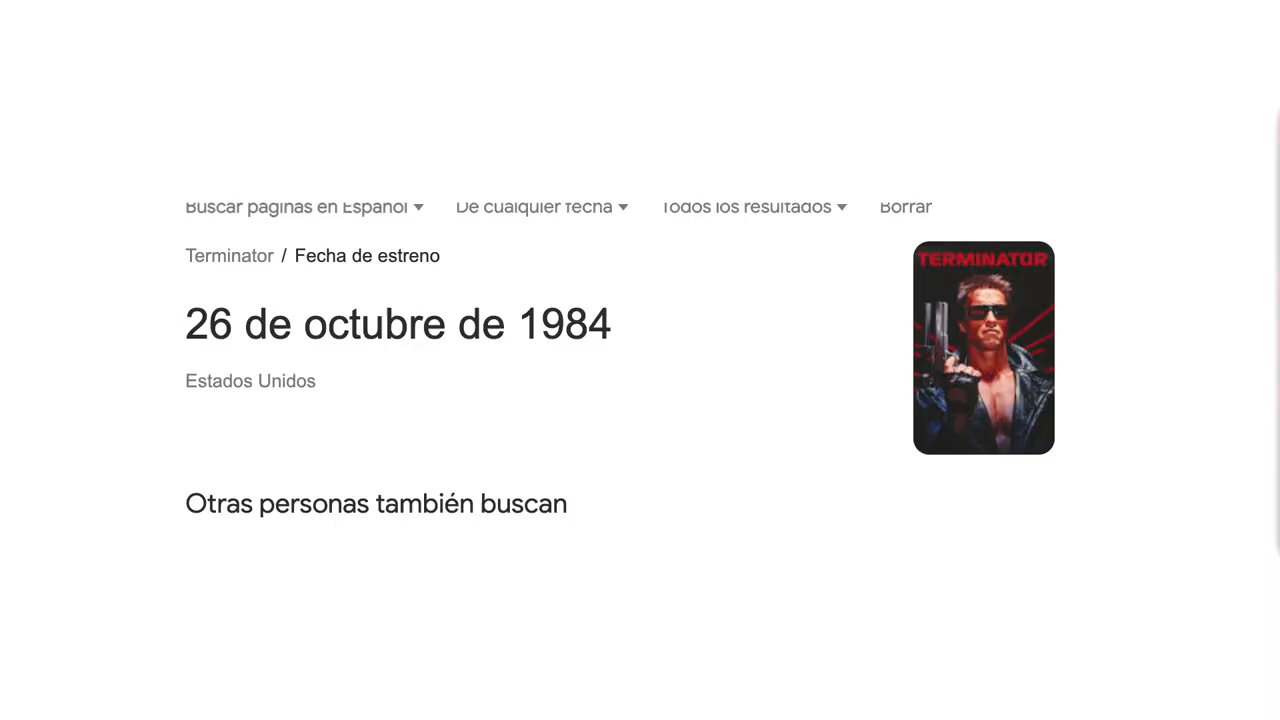 Buscar páginas en Español
De cualquier fecha
Todos los resultados
Borrar
Terminator / Fecha de estreno
26 de octubre de 1984
Estados Unidos
TERMINATOR
Otras personas también buscan